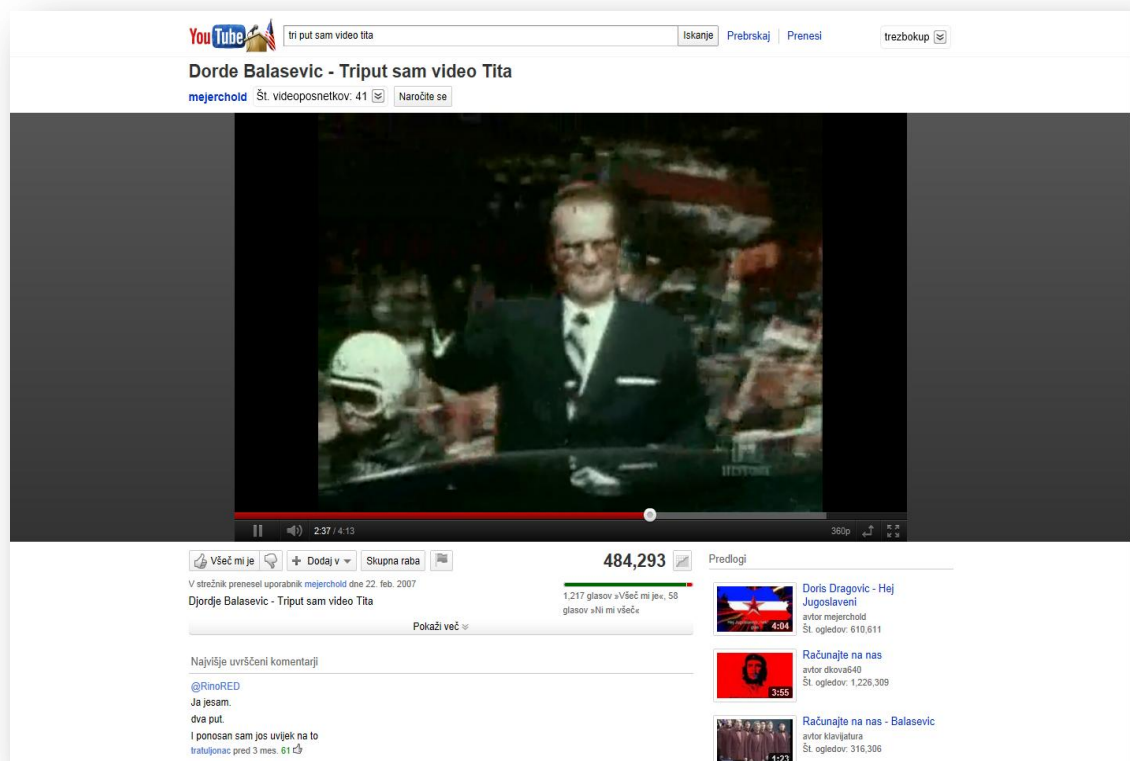 You Tube
tri put sam video tita
Iskanje
Prebrskaj
Prenesi
trezbokup
Dorde Balasevic - Triput sam video Tita
mejerchold
Št. videoposnetkov: 41
Naročite se
2:37 / 4:13
360p
Všeč mi je
Dodaj v
Skupna raba
484,293
V strežnik prenesel uporabnik mejerchold dne 22. feb. 2007
Djordje Balasevic - Triput sam video Tita
1,217 glasov »Všeč mi je«, 58
glasov »Ni mi všeč«
Pokaži več
Najvišje uvrščeni komentarji
@RinoRED
Ja jesam.
dva put.
I ponosan sam jos uvijek na to
tratuljonac pred 3 mes. 61
Predlogi
4:04
Doris Dragovic - Hej
Jugoslaveni
avtor mejerchold
Št. ogledov: 610,611
3:55
Računajte na nas
avtor dkova640
Št. ogledov: 1,226,309
1:23
Računajte na nas - Balasevic
avtor klavijatura
Št. ogledov: 316,306